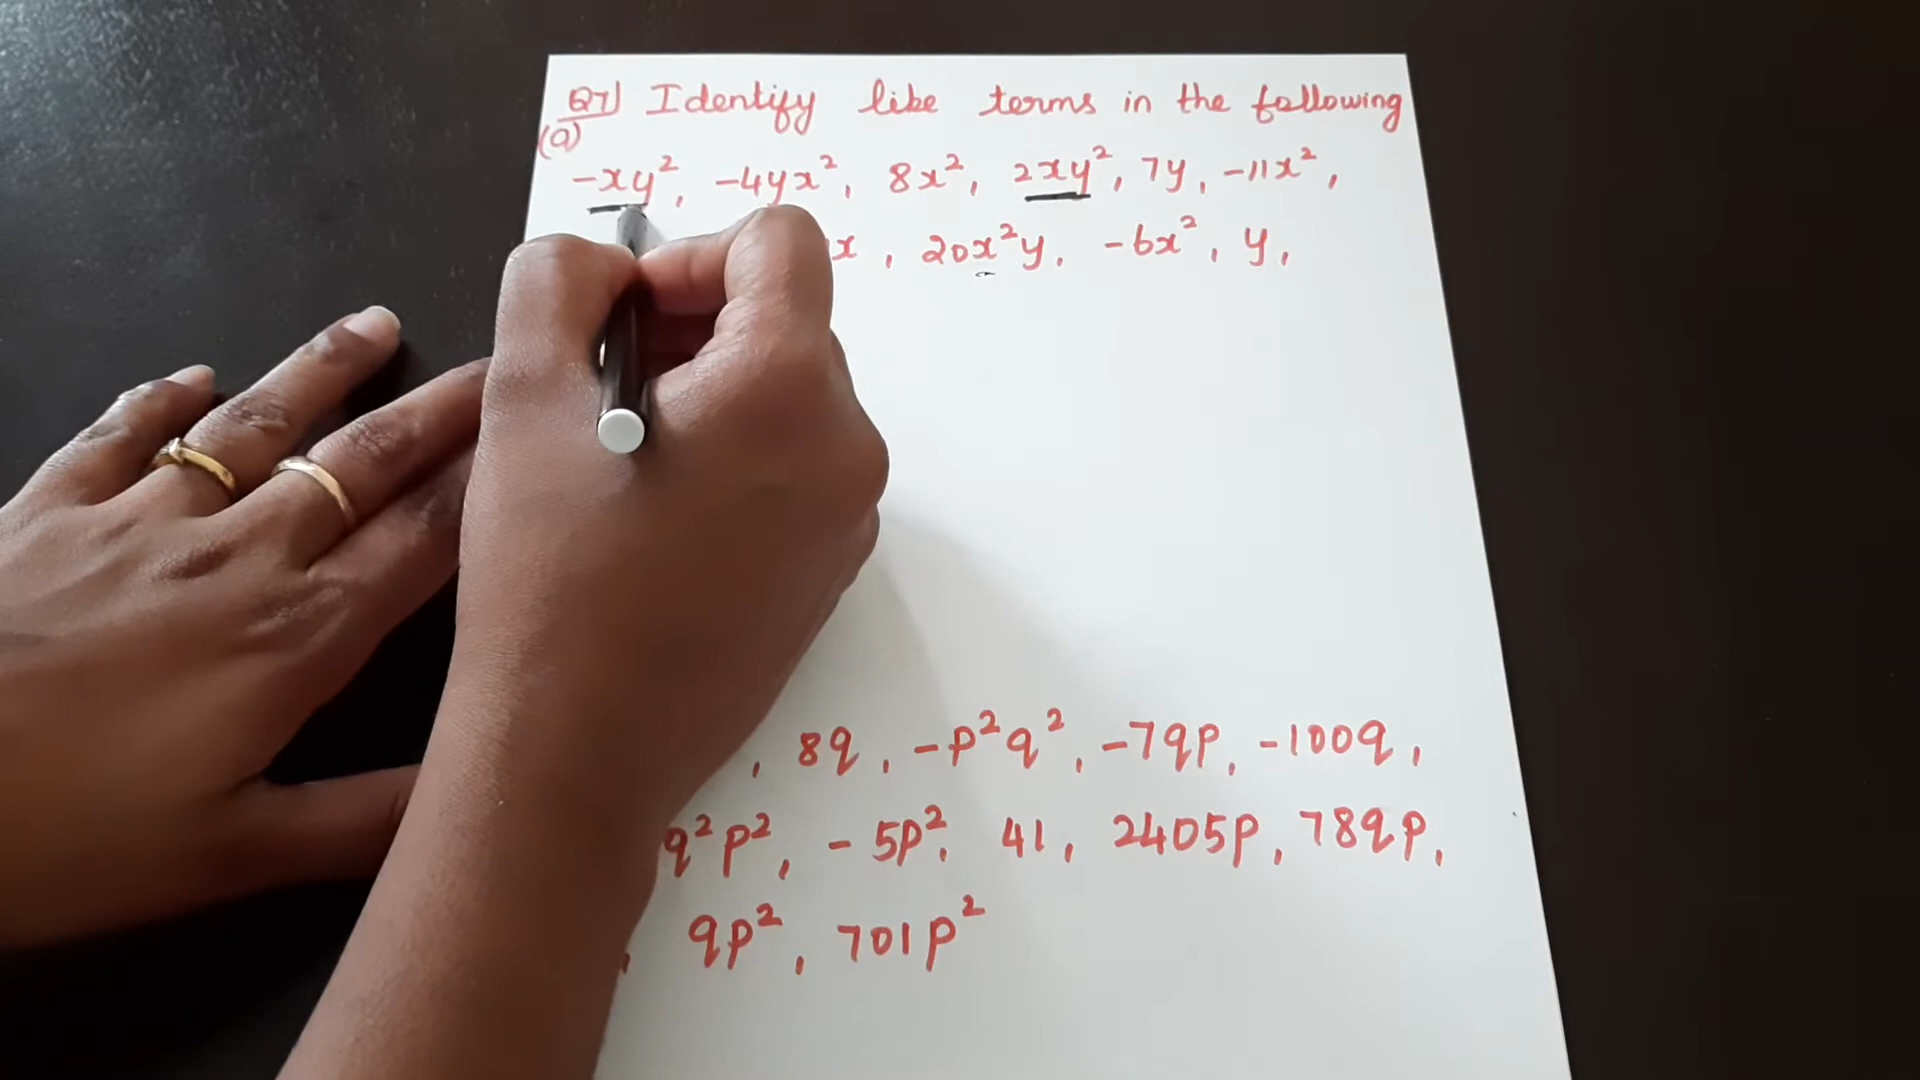 Q7) Identify like terms in the following
(a)
-xy², -4yx², 8x², 2xy², 7y, -11x²,
x, 20x²y, -6x², y,
, 8q, -p²q², -7qp, -100q,
q²p², -5p², 41, 2405p, 78qp,
, qp², 701p²